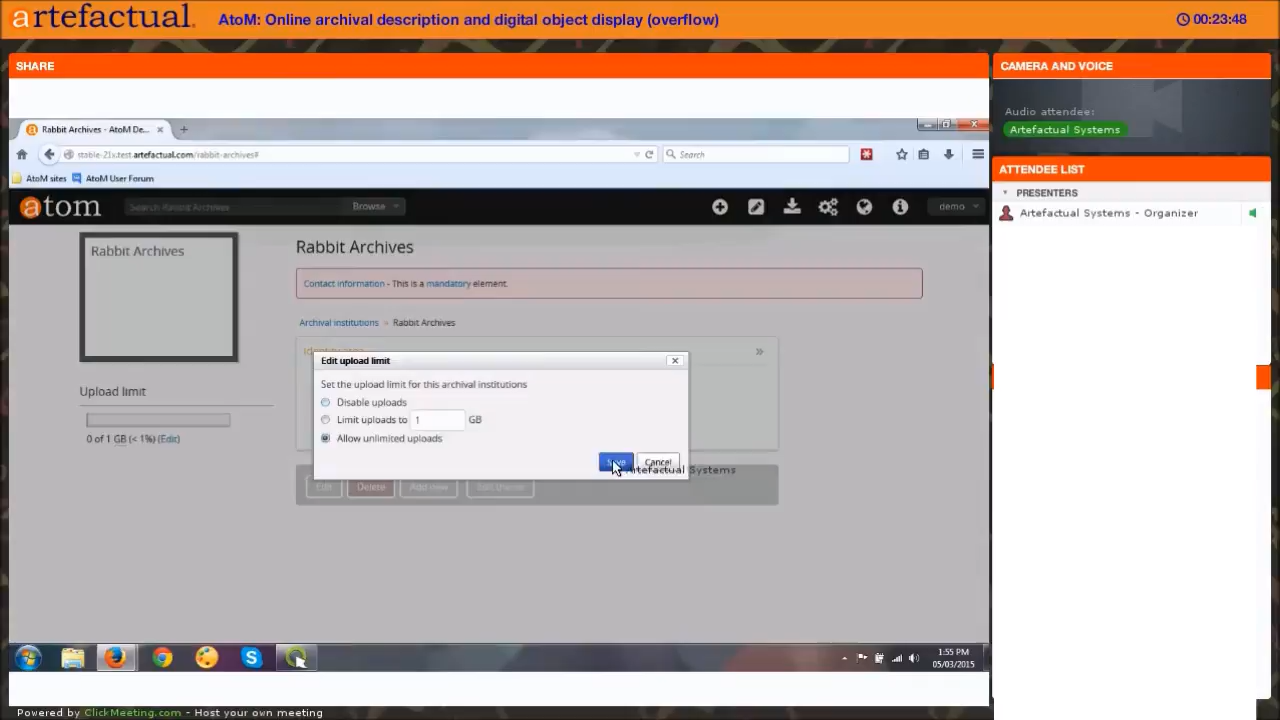 artefactual.
AtoM: Online archival description and digital object display (overflow)
00:23:48
SHARE
CAMERA AND VOICE
Audio attendee:
Artefactual Systems
ATTENDEE LIST
PRESENTERS
Artefactual Systems - Organizer
Rabbit Archives - AtoM De...
stable-21x.test.artefactual.com/rabbit-archives#
Search
AtoM sites
AtoM User Forum
atom
Search Rabbit Archives
Browse
demo
Rabbit Archives
Rabbit Archives
Contact information - This is a mandatory element.
Archival institutions > Rabbit Archives
Upload limit
0 of 1 GB (< 1%) (Edit)
Edit upload limit
Set the upload limit for this archival institutions
Disable uploads
Limit uploads to 1 GB
Allow unlimited uploads
Save Cancel
Artefactual Systems
Edit Delete Add new Edit theme
1:55 PM
05/03/2015
Powered by ClickMeeting.com - Host your own meeting